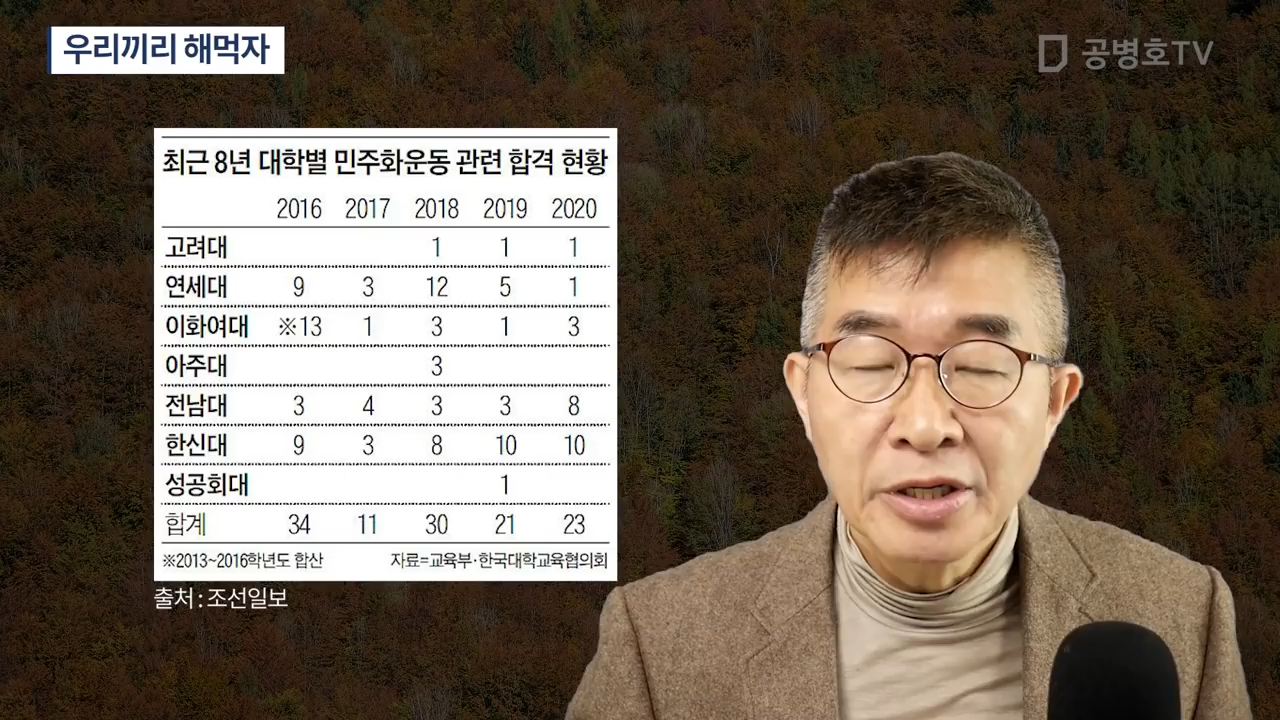 우리끼리 해먹자
공병호TV
최근 8년 대학별 민주화운동 관련 합격 현황
2016 2017 2018 2019 2020
고려대 1 1 1
연세대 9 3 12 5 1
이화여대 ※13 1 3 1 3
아주대 3
전남대 3 4 3 3 8
한신대 9 3 8 10 10
성공회대 1
합계 34 11 30 21 23
※2013~2016학년도 합산 자료=교육부·한국대학교육협의회
출처 : 조선일보